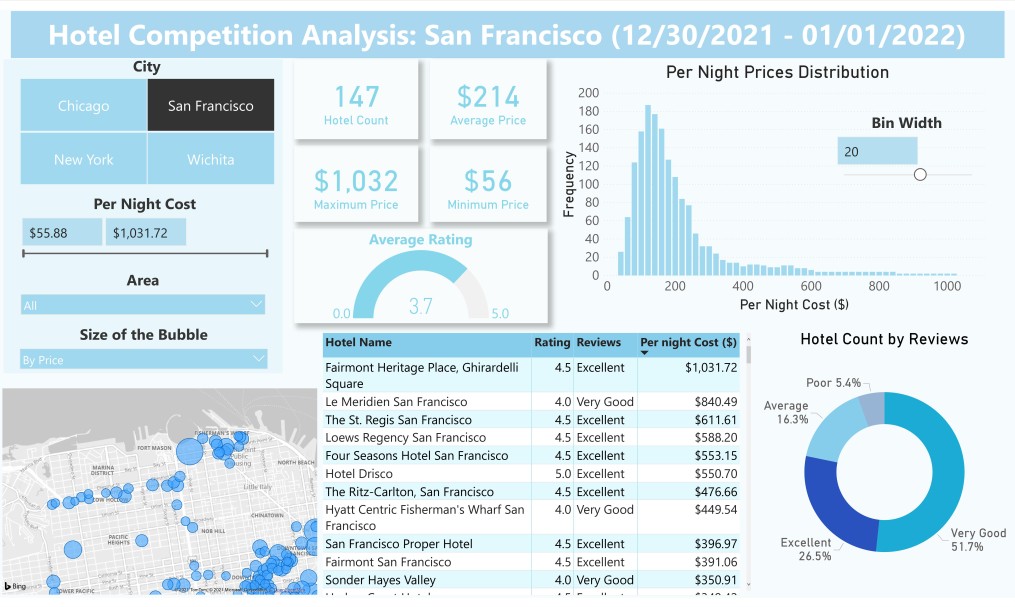 Hotel Competition Analysis: San Francisco (12/30/2021 - 01/01/2022)
City
Chicago
San Francisco
New York
Wichita
Per Night Cost
$55.88
$1,031.72
Area
All
Size of the Bubble
By Price
147
Hotel Count
$214
Average Price
$1,032
Maximum Price
$56
Minimum Price
Average Rating
0.0
3.7
5.0
Per Night Prices Distribution
Bin Width
20
Frequency
200
180
160
140
120
100
80
60
40
20
0
0
200
400
600
800
1000
Per Night Cost ($)
FORT MASON
MARINA
DISTRICT
NORTH BEACH
Little Italy
CHINATOWN
NOB HILL
PACIFIC
HEIGHTS
Bing
Hotel Name Rating Reviews Per night Cost ($)
Fairmont Heritage Place, Ghirardelli 4.5 Excellent $1,031.72
Square
Le Meridien San Francisco 4.0 Very Good $840.49
The St. Regis San Francisco 4.5 Excellent $611.61
Loews Regency San Francisco 4.5 Excellent $588.20
Four Seasons Hotel San Francisco 4.5 Excellent $553.15
Hotel Drisco 5.0 Excellent $550.70
The Ritz-Carlton, San Francisco 4.5 Excellent $476.66
Hyatt Centric Fisherman's Wharf San 4.0 Very Good $449.54
Francisco
San Francisco Proper Hotel 4.5 Excellent $396.97
Fairmont San Francisco 4.5 Excellent $391.06
Sonder Hayes Valley 4.0 Very Good $350.91
Hotel Count by Reviews
Poor 5.4%
Average
16.3%
Excellent
26.5%
Very Good
51.7%